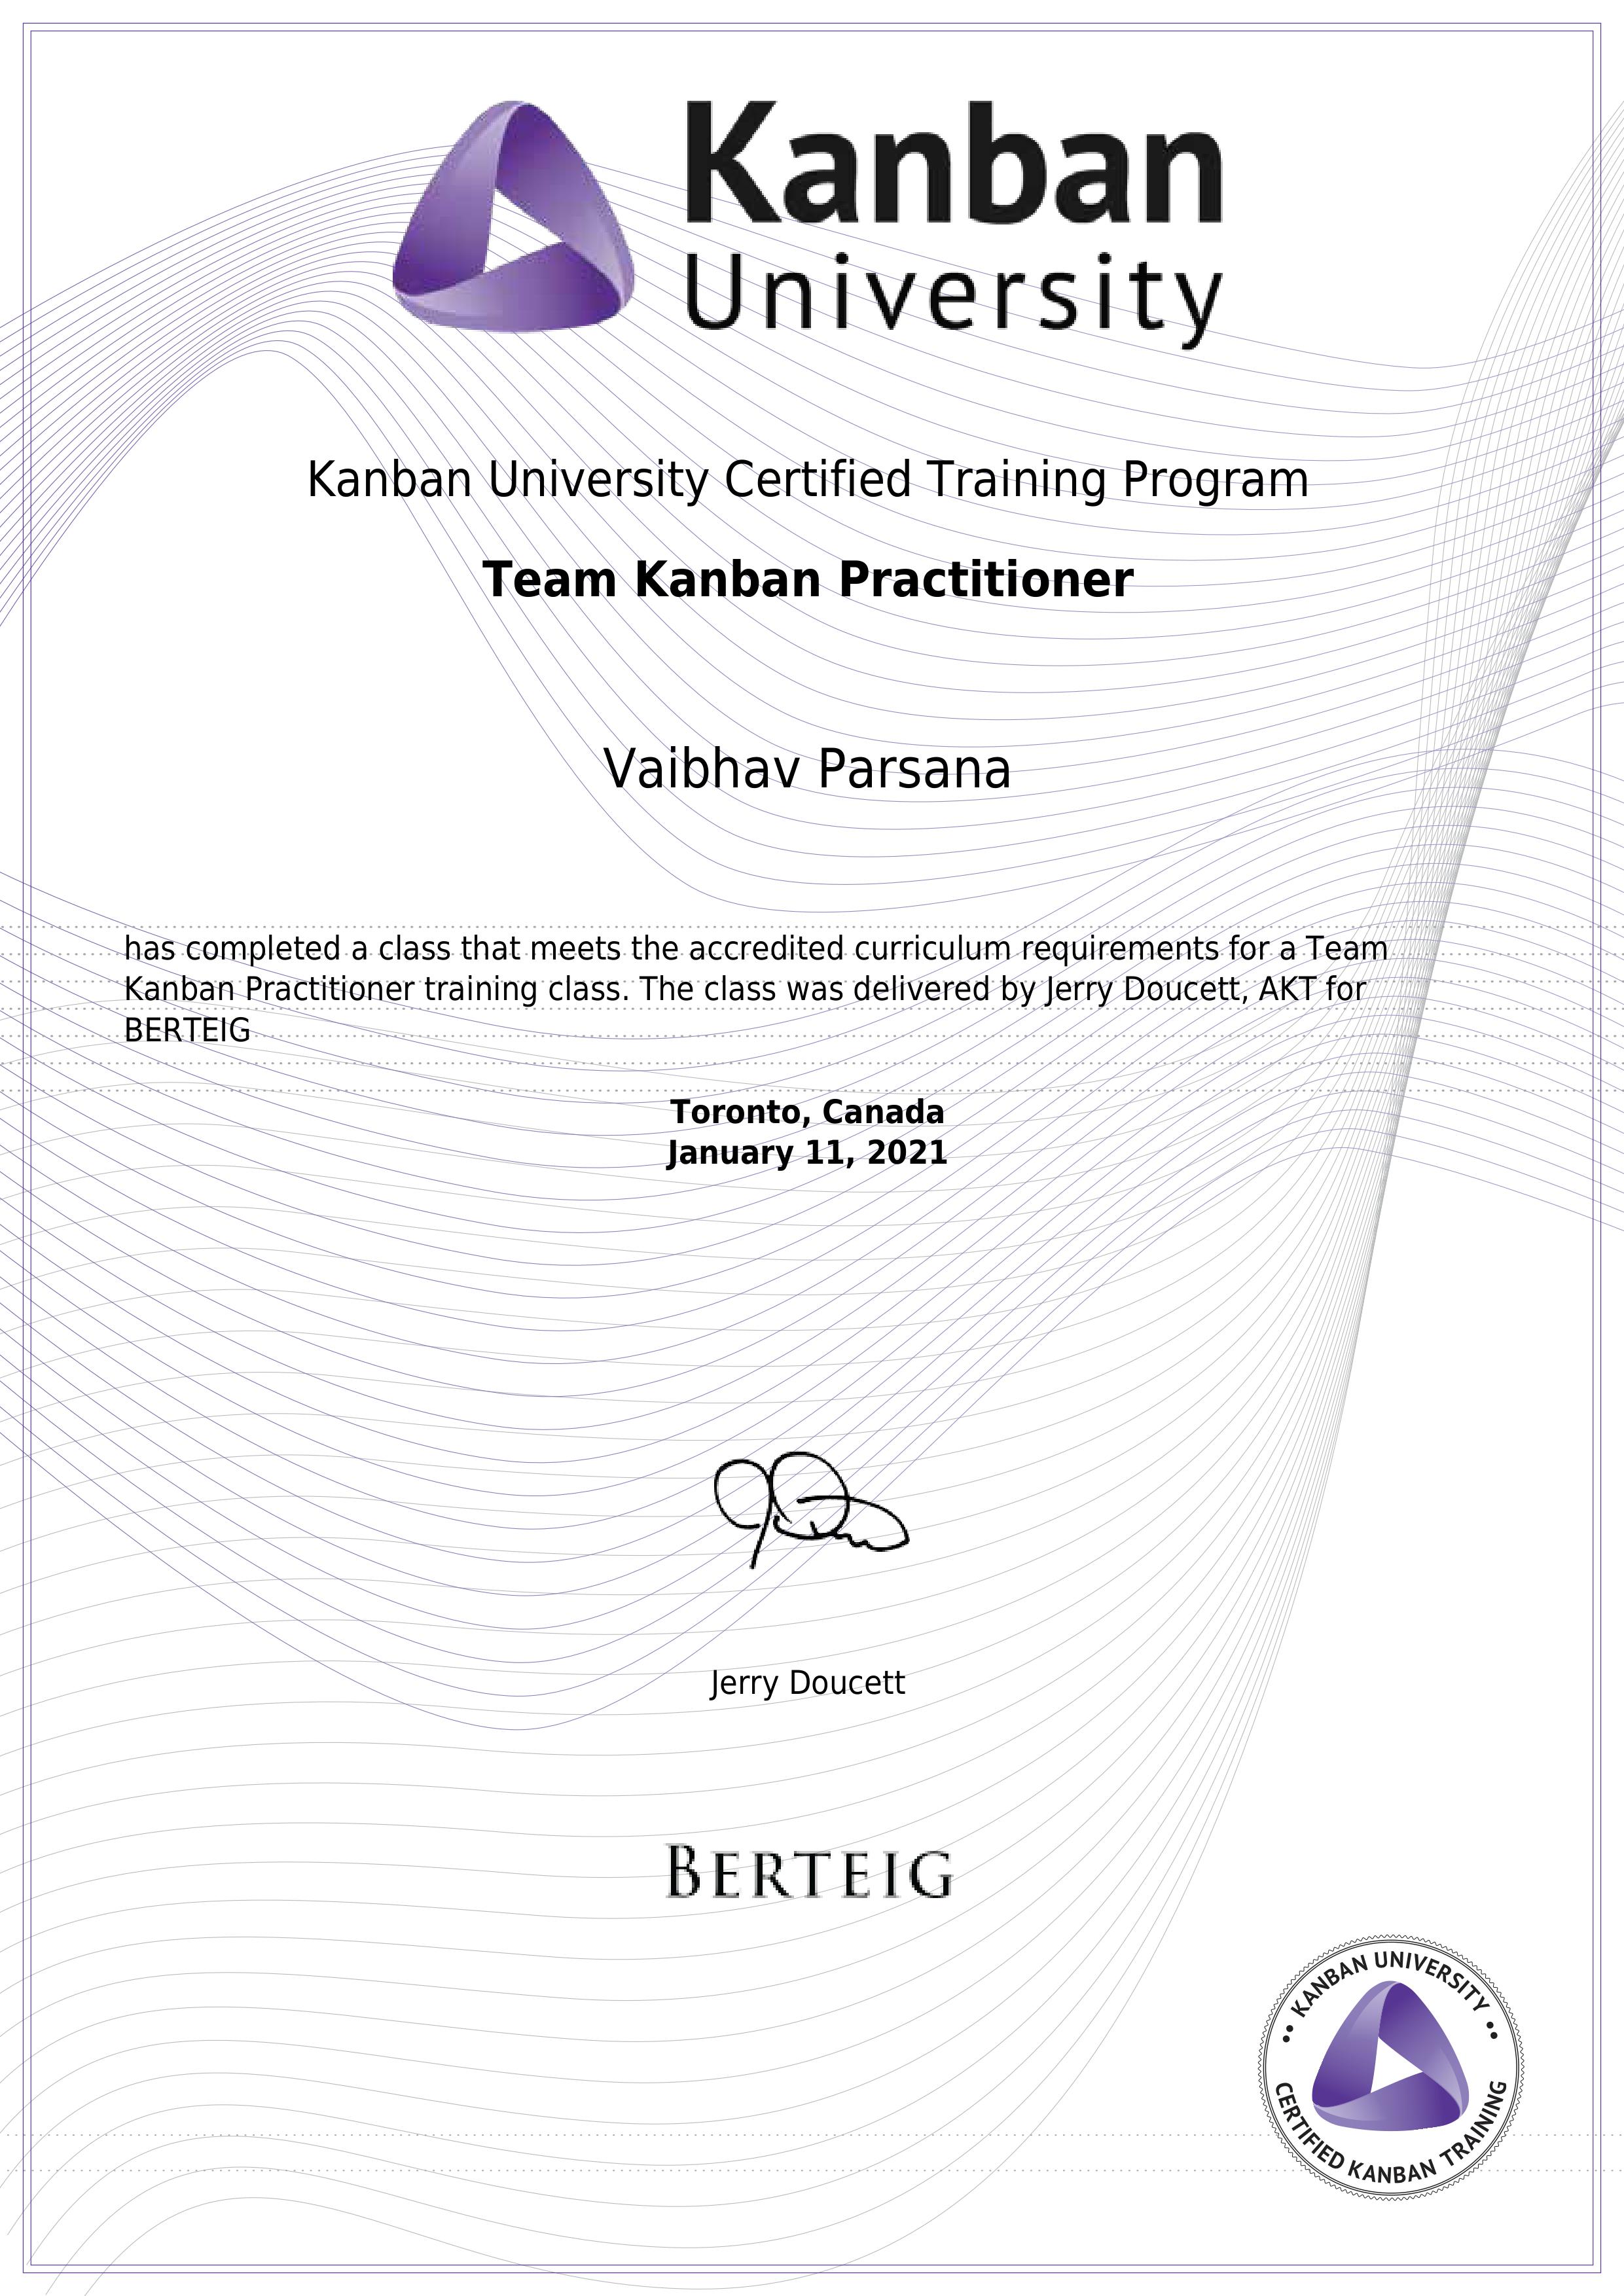 Kanban
University
Kanban University Certified Training Program
Team Kanban Practitioner
Vaibhav Parsana
has completed a class that meets the accredited curriculum requirements for a Team
Kanban Practitioner training class. The class was delivered by Jerry Doucett, AKT for
BERTEIG
Toronto, Canada
January 11, 2021
Jerry Doucett
BERTEIG
KANBAN UNIVERSITY
CERTIFIED KANBAN TRAINING